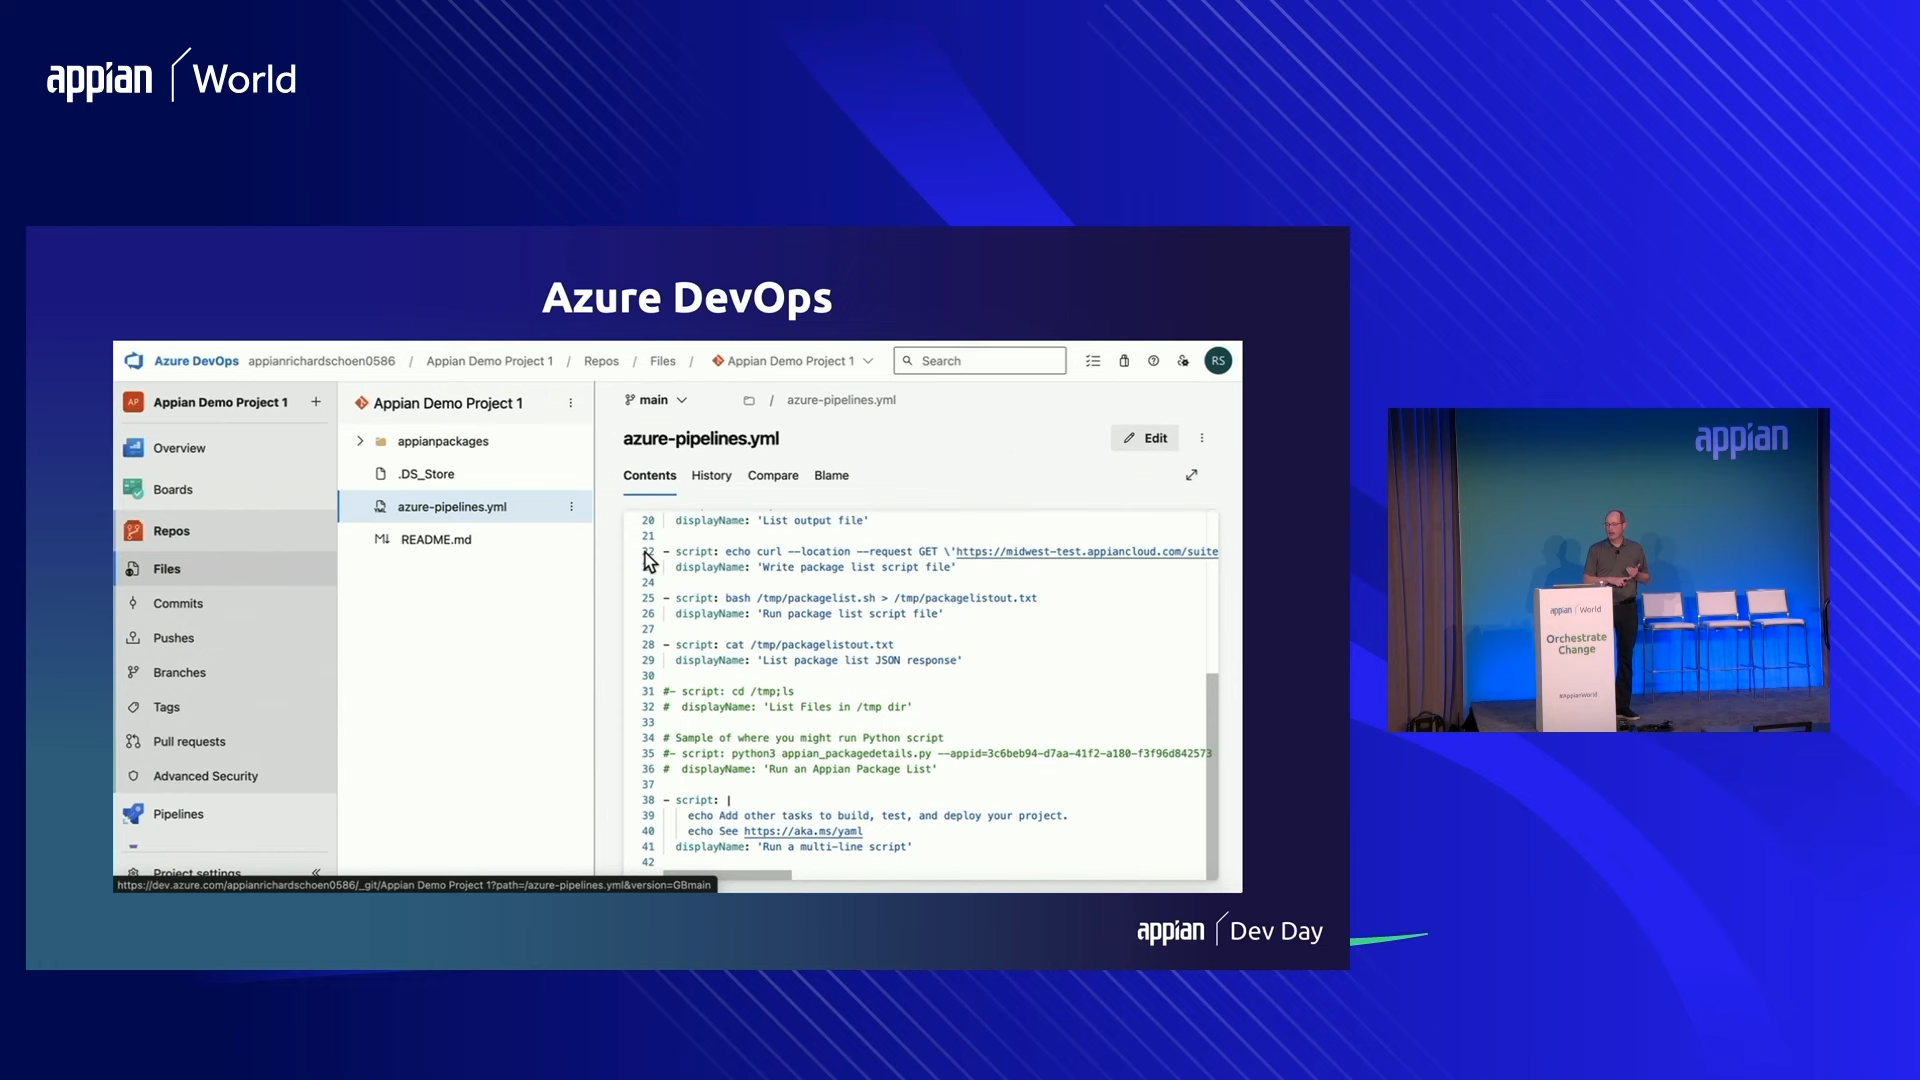 appian World
Azure DevOps
Azure DevOps appianrichardschoen0586 / Appian Demo Project 1 / Repos / Files / Appian Demo Project 1 Search RS
AP Appian Demo Project 1 +
Overview
Boards
Repos
Files
Commits
Pushes
Branches
Tags
Pull requests
Advanced Security
Pipelines
Project settings
Appian Demo Project 1
appianpackages
.DS_Store
azure-pipelines.yml
README.md
main / azure-pipelines.yml
azure-pipelines.yml
Edit
Contents History Compare Blame
20 displayName: 'List output file'
21
22 - script: echo curl --location --request GET \'https://midwest-test.appiancloud.com/suite
displayName: 'Write package list script file'
24
25 - script: bash /tmp/packagelist.sh > /tmp/packagelistout.txt
26 displayName: 'Run package list script file'
27
28 - script: cat /tmp/packagelistout.txt
29 displayName: 'List package list JSON response'
30
31 #- script: cd /tmp;ls
32 # displayName: 'List Files in /tmp dir'
33
34 # Sample of where you might run Python script
35 #- script: python3 appian_packagedetails.py --appid=3c6beb94-d7aa-41f2-a180-f3f96d842573
36 # displayName: 'Run an Appian Package List'
37
38 - script: |
39 echo Add other tasks to build, test, and deploy your project.
40 echo See https://aka.ms/yaml
41 displayName: 'Run a multi-line script'
42
https://dev.azure.com/appianrichardschoen0586/_git/Appian Demo Project 1?path=/azure-pipelines.yml&version=GBmain
appian Dev Day
appian
appian World
Orchestrate
Change
#AppianWorld